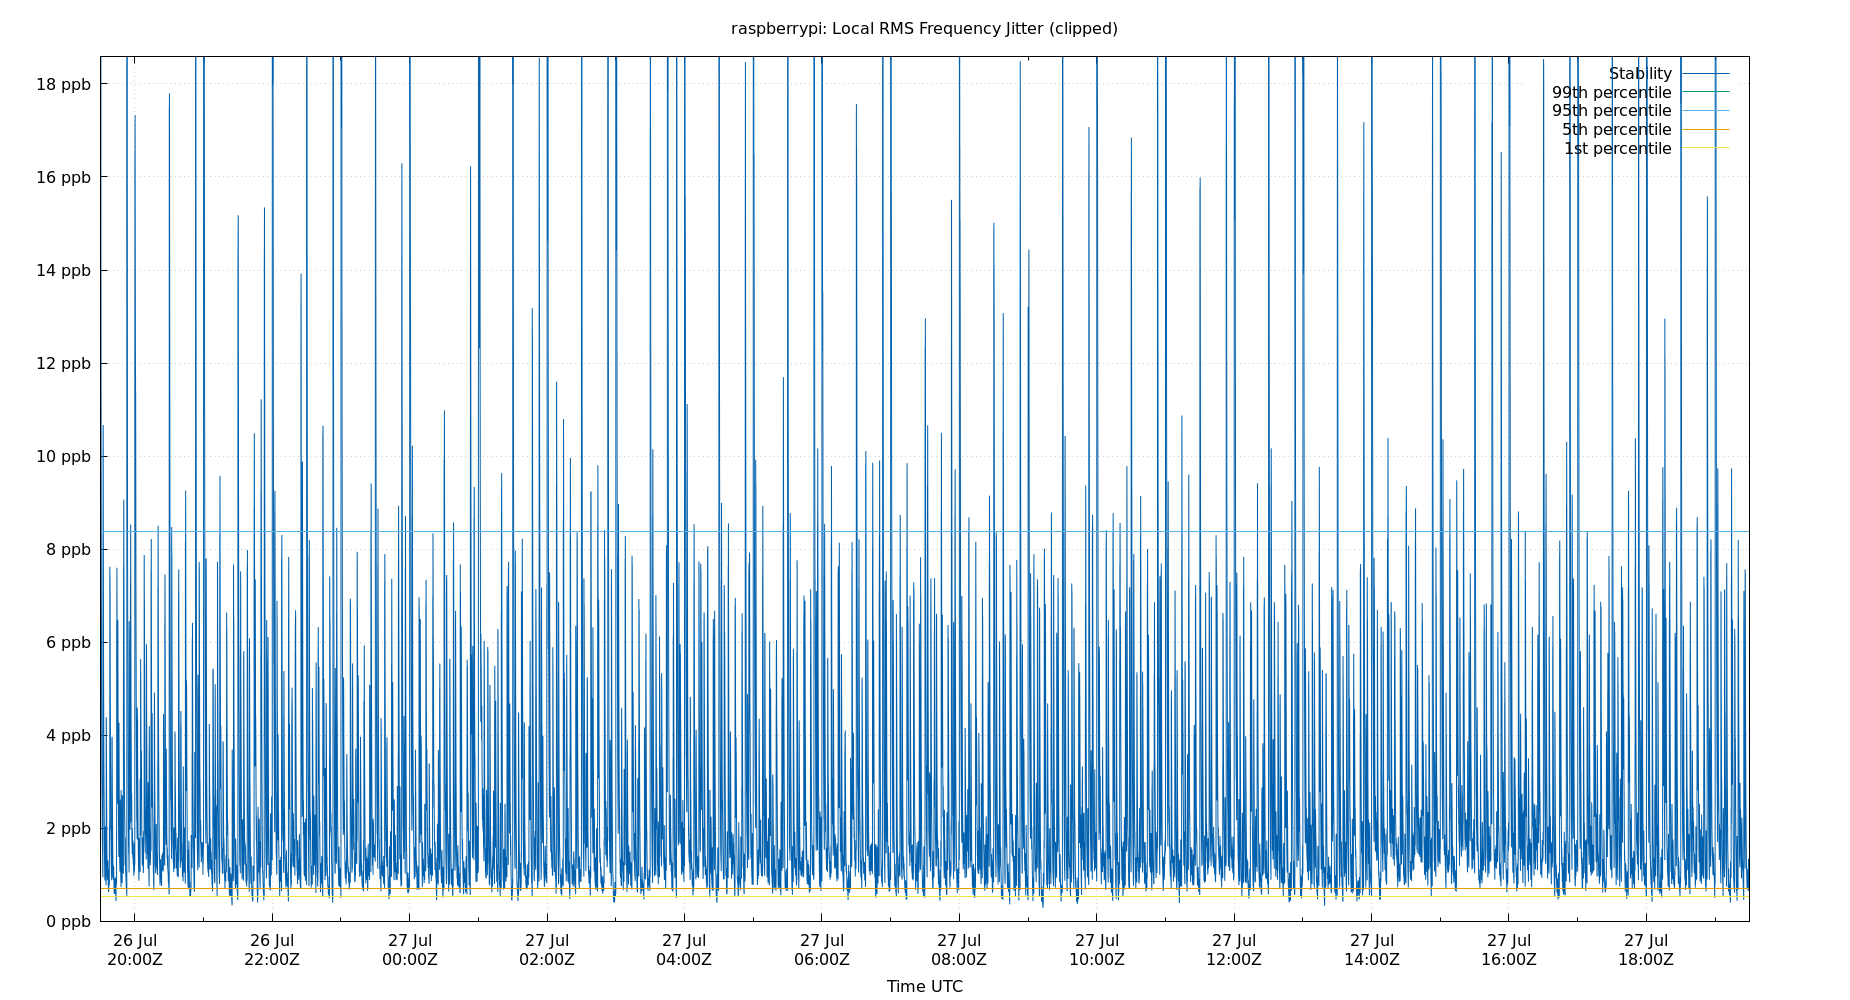 raspberrypi: Local RMS Frequency Jitter (clipped)
18 ppb
16 ppb
14 ppb
12 ppb
10 ppb
8 ppb
6 ppb
4 ppb
2 ppb
0 ppb
Stability
99th percentile
95th percentile
5th percentile
1st percentile
26 Jul 26 Jul 27 Jul 27 Jul 27 Jul 27 Jul 27 Jul 27 Jul 27 Jul 27 Jul 27 Jul 27 Jul
20:00Z 22:00Z 00:00Z 02:00Z 04:00Z 06:00Z 08:00Z 10:00Z 12:00Z 14:00Z 16:00Z 18:00Z
Time UTC